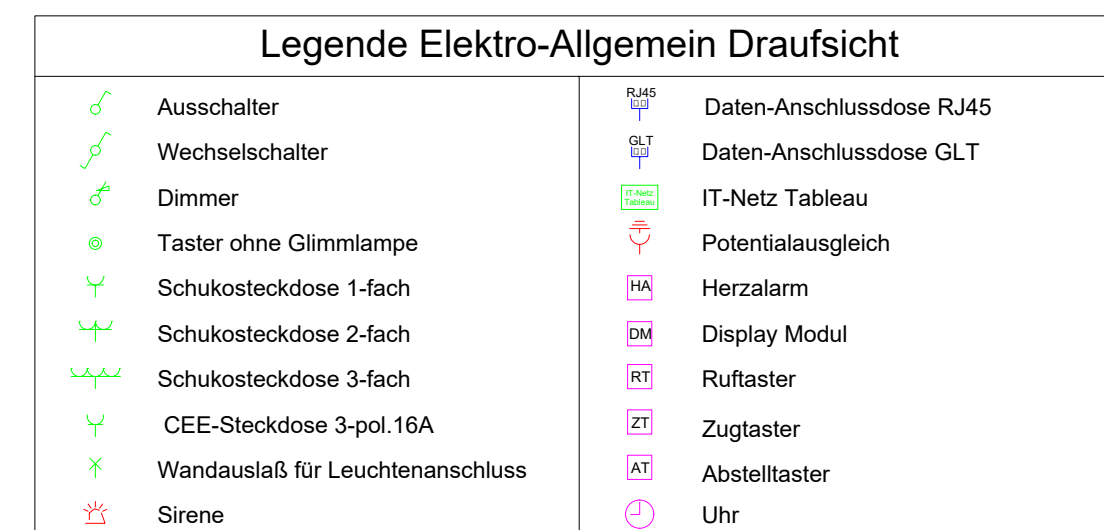 Legende Elektro-Allgemein Draufsicht
Ausschalter
Wechselschalter
Dimmer
Taster ohne Glimmlampe
Schukosteckdose 1-fach
Schukosteckdose 2-fach
Schukosteckdose 3-fach
CEE-Steckdose 3-pol.16A
Wandauslaß für Leuchtenanschluss
Sirene
RJ45
Daten-Anschlussdose RJ45
GLT
Daten-Anschlussdose GLT
IT-Netz
Tableau
IT-Netz Tableau
Potentialausgleich
HA Herzalarm
DM Display Modul
RT Ruftaster
ZT Zugtaster
AT Abstelltaster
Uhr